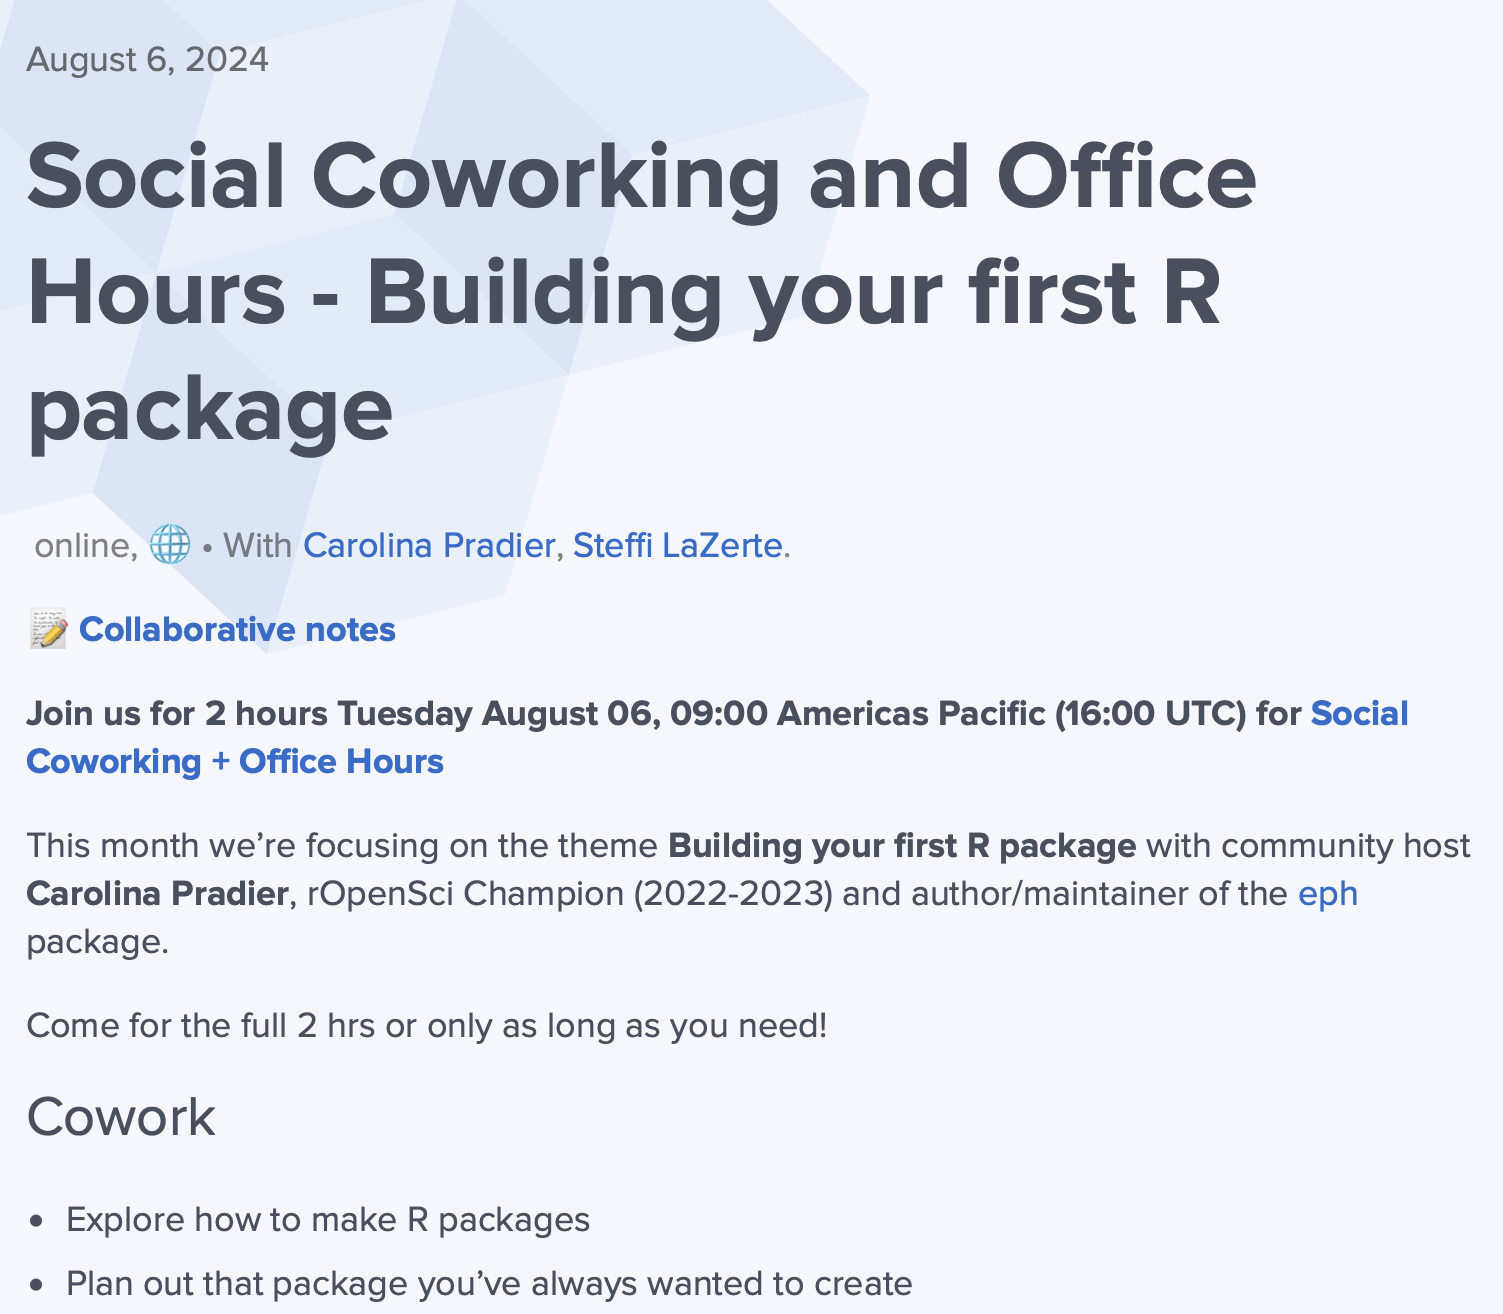 August 6, 2024
Social Coworking and Office
Hours - Building your first R
package
online, 🌐 • With Carolina Pradier, Steffi LaZerte.
📝 Collaborative notes
Join us for 2 hours Tuesday August 06, 09:00 Americas Pacific (16:00 UTC) for Social
Coworking + Office Hours
This month we’re focusing on the theme Building your first R package with community host
Carolina Pradier, rOpenSci Champion (2022-2023) and author/maintainer of the eph
package.
Come for the full 2 hrs or only as long as you need!
Cowork
• Explore how to make R packages
• Plan out that package you’ve always wanted to create